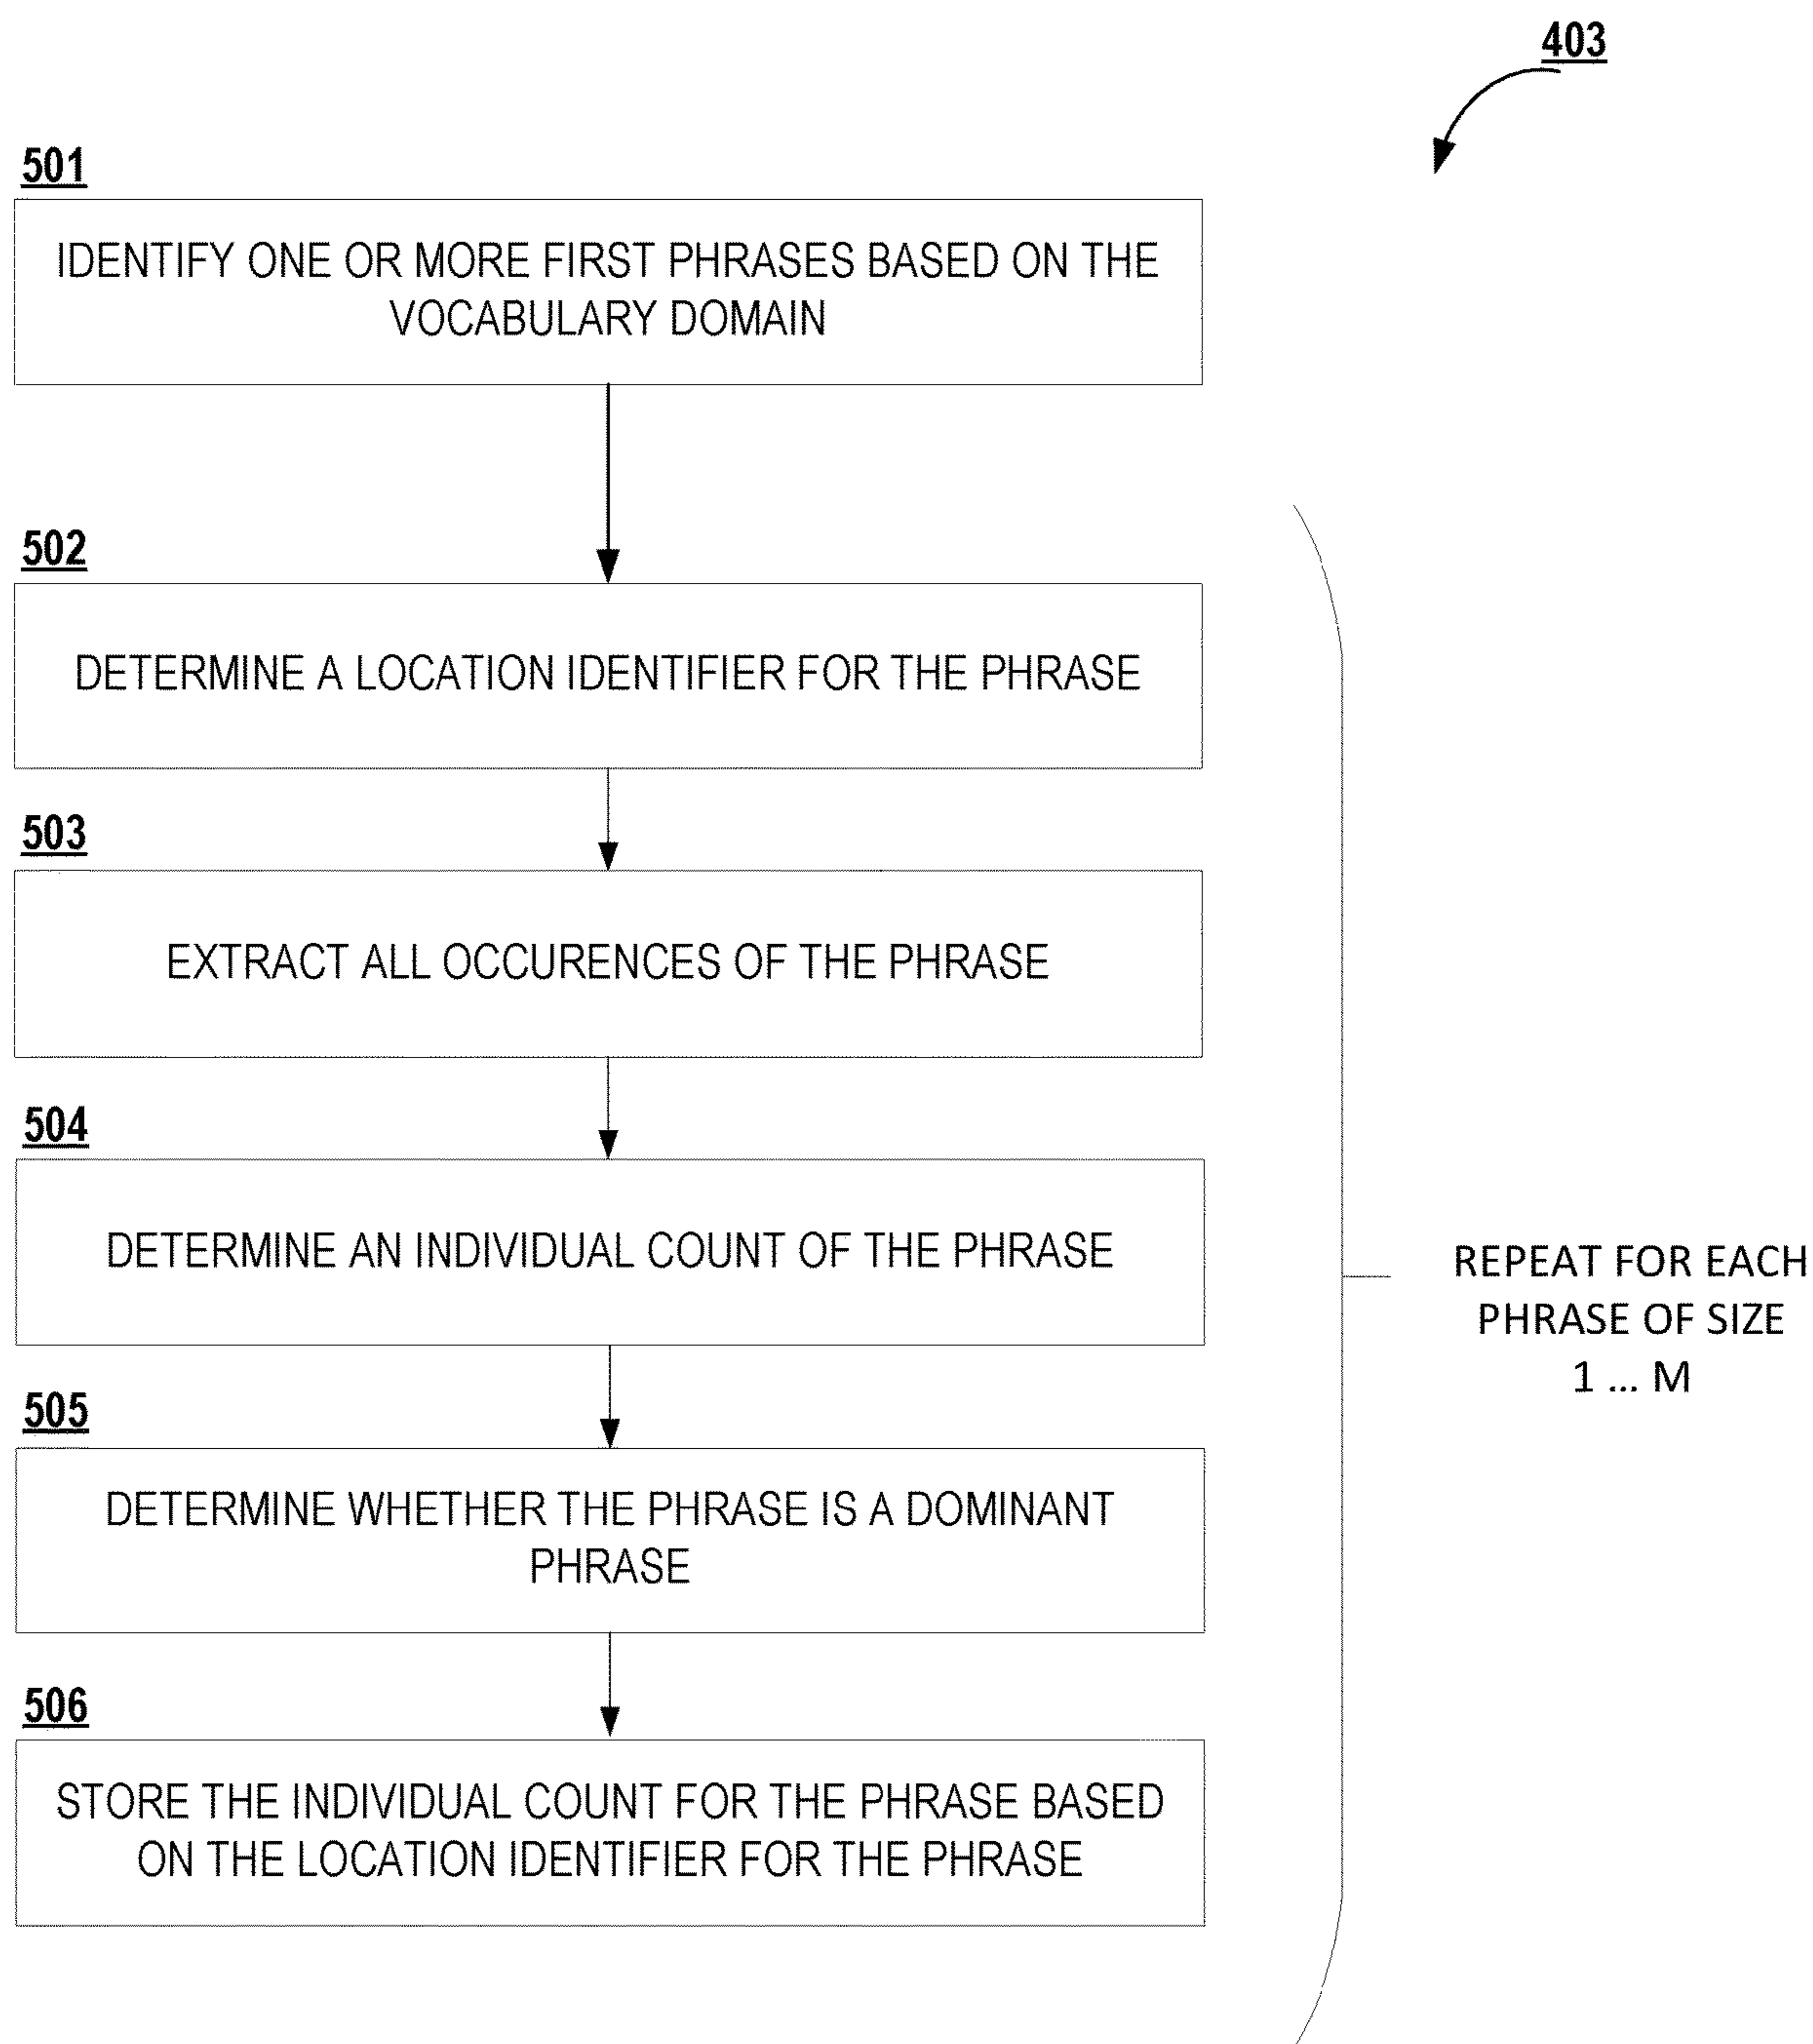 403
501
IDENTIFY ONE OR MORE FIRST PHRASES BASED ON THE
VOCABULARY DOMAIN
502
DETERMINE A LOCATION IDENTIFIER FOR THE PHRASE
503
EXTRACT ALL OCCURENCES OF THE PHRASE
504
DETERMINE AN INDIVIDUAL COUNT OF THE PHRASE
505
DETERMINE WHETHER THE PHRASE IS A DOMINANT
PHRASE
506
STORE THE INDIVIDUAL COUNT FOR THE PHRASE BASED
ON THE LOCATION IDENTIFIER FOR THE PHRASE
REPEAT FOR EACH
PHRASE OF SIZE
1 ... M